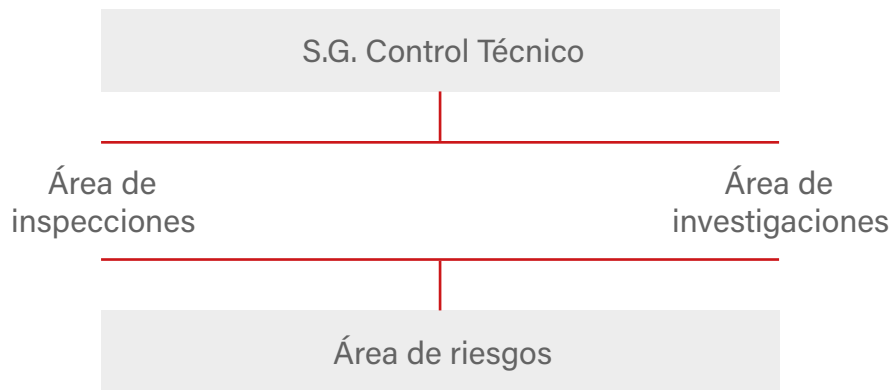 S.G. Control Técnico
Área de
inspecciones
Área de
investigaciones
Área de riesgos